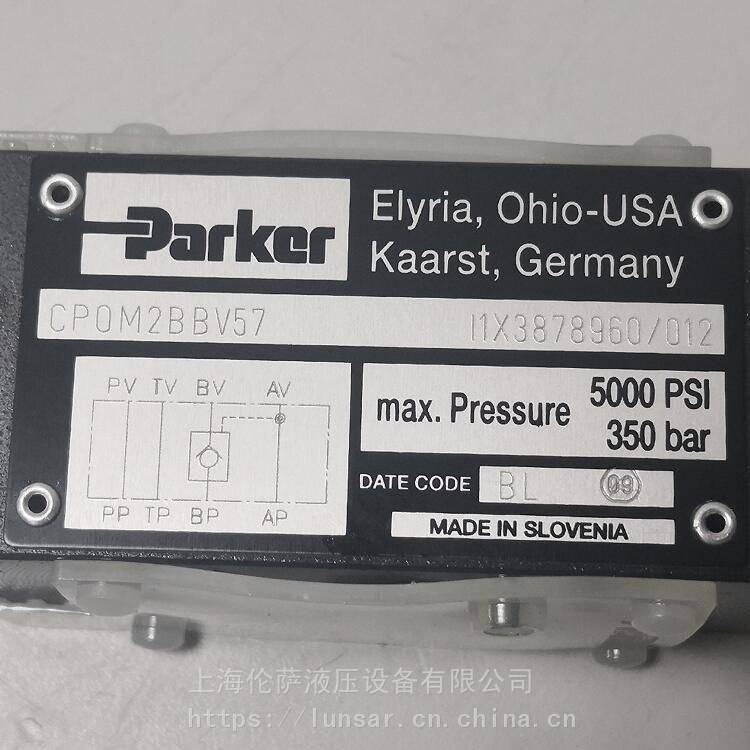 Parker
Elyria, Ohio-USA
Kaarst, Germany
CPOM2BBV57 I1X3878960/012
PV TV BV AV
PP TP BP AP
max. Pressure 5000 PSI
350 bar
DATE CODE BL 09
MADE IN SLOVENIA
上海伦萨液压设备有限公司
https://lunsar.cn.china.cn